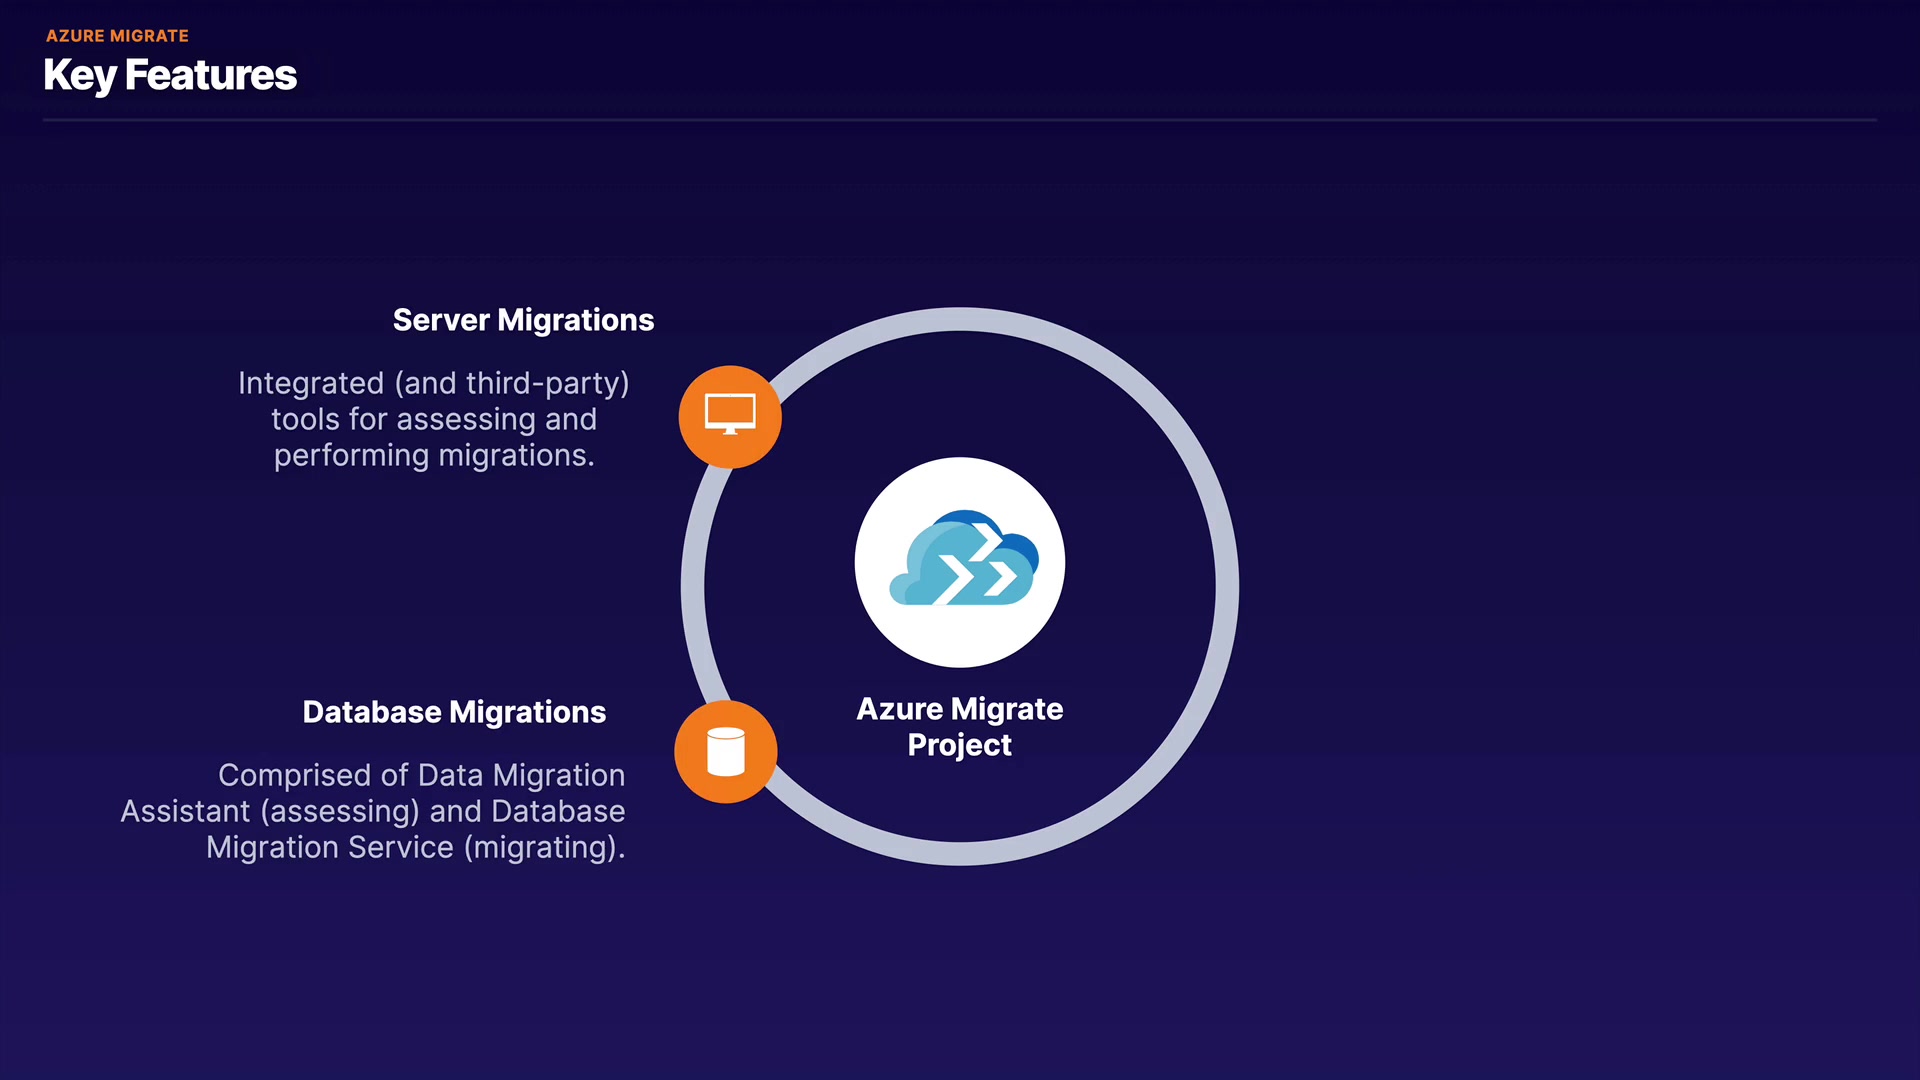 AZURE MIGRATE
Key Features
Server Migrations
Integrated (and third-party)
tools for assessing and
performing migrations.
Database Migrations
Comprised of Data Migration
Assistant (assessing) and Database
Migration Service (migrating).
Azure Migrate
Project